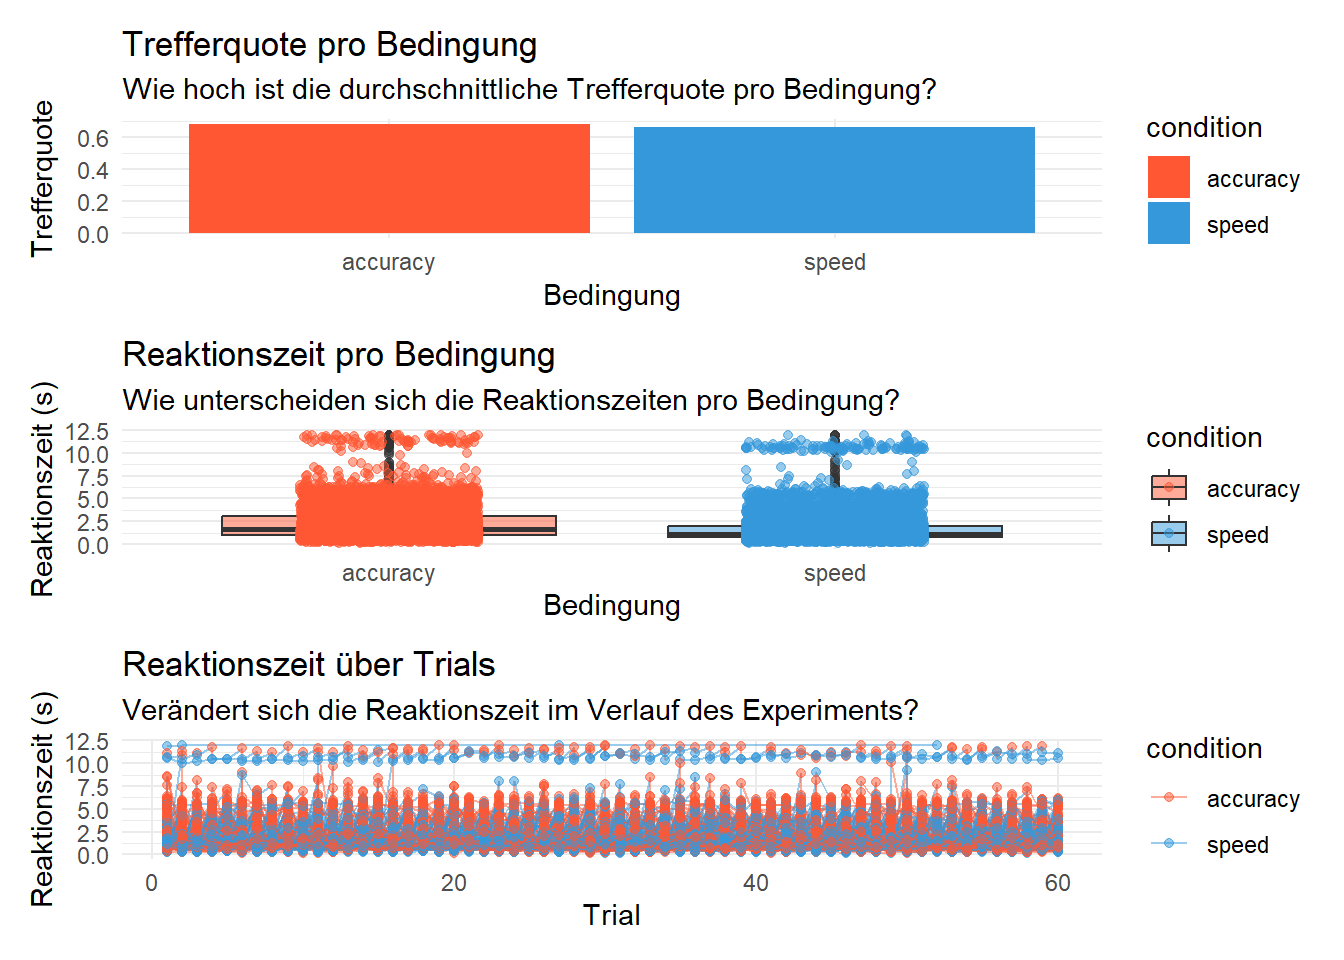 Trefferquote pro Bedingung
Wie hoch ist die durchschnittliche Trefferquote pro Bedingung?
Trefferquote
0.6
0.4
0.2
0.0
accuracy
speed
Bedingung
condition
accuracy
speed
Reaktionszeit pro Bedingung
Wie unterscheiden sich die Reaktionszeiten pro Bedingung?
Reaktionszeit (s)
12.5
10.0
7.5
5.0
2.5
0.0
accuracy
speed
Bedingung
condition
accuracy
speed
Reaktionszeit über Trials
Verändert sich die Reaktionszeit im Verlauf des Experiments?
Reaktionszeit (s)
12.5
10.0
7.5
5.0
2.5
0.0
0
20
40
60
Trial
condition
accuracy
speed